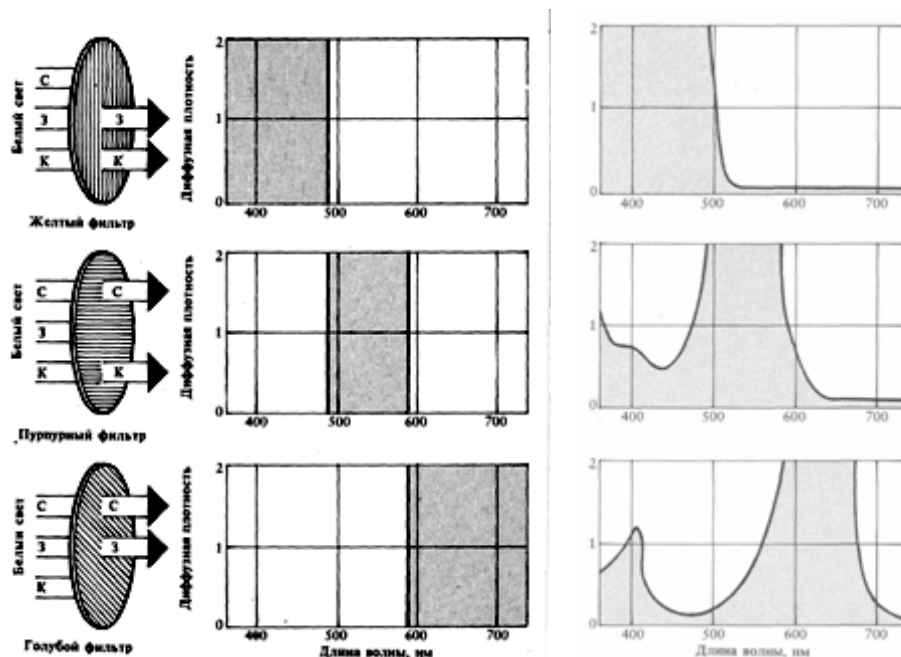 Белый свет
С
З
К
З
К
Желтый фильтр
Диффузная плотность
2
1
0
400
500
600
700
2
1
0
400
500
600
700
Белый свет
С
З
К
С
К
Пурпурный фильтр
Диффузная плотность
2
1
0
400
500
600
700
2
1
0
400
500
600
700
Белый свет
С
З
К
С
З
Голубой фильтр
Диффузная плотность
2
1
0
400
500
600
700
Длина волны, нм
2
1
0
400
500
600
700
Длина волны, нм